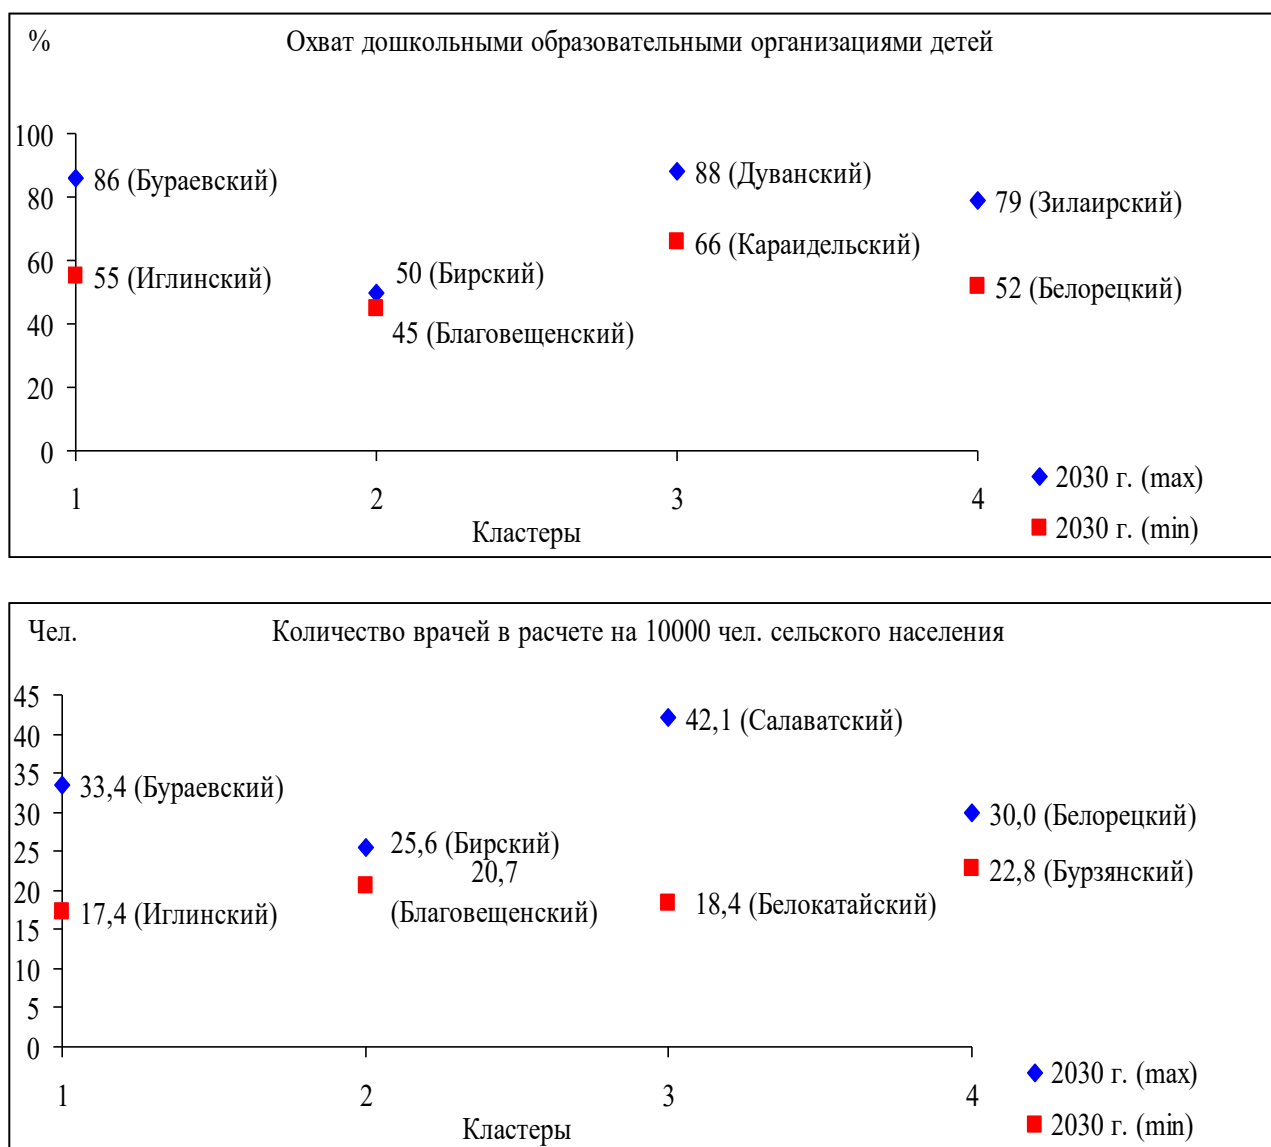 % Охват дошкольными образовательными организациями детей
100
86 (Бураевский)
88 (Дуванский)
80
79 (Зилаирский)
66 (Караидельский)
60
55 (Иглинский)
50 (Бирский)
52 (Белорецкий)
45 (Благовещенский)
40
20
0
1 2 3 4
Кластеры
2030 г. (max)
2030 г. (min)
Чел. Количество врачей в расчете на 10000 чел. сельского населения
45
42,1 (Салаватский)
40
35
33,4 (Бураевский)
30
30,0 (Белорецкий)
25,6 (Бирский)
25
20,7
(Благовещенский)
22,8 (Бурзянский)
20
17,4 (Иглинский)
18,4 (Белокатайский)
15
10
5
0
1 2 3 4
Кластеры
2030 г. (max)
2030 г. (min)